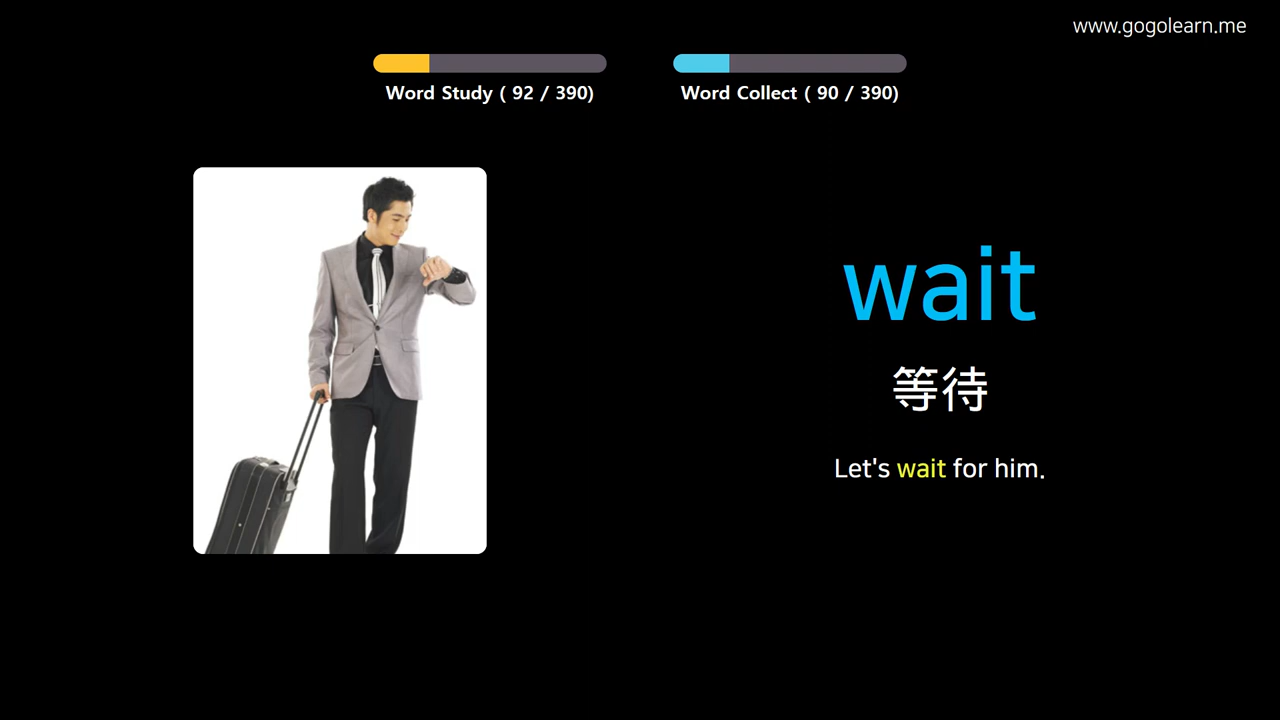 www.gogolearn.me
Word Study ( 92 / 390)
Word Collect ( 90 / 390)
wait
等待
Let's wait for him.